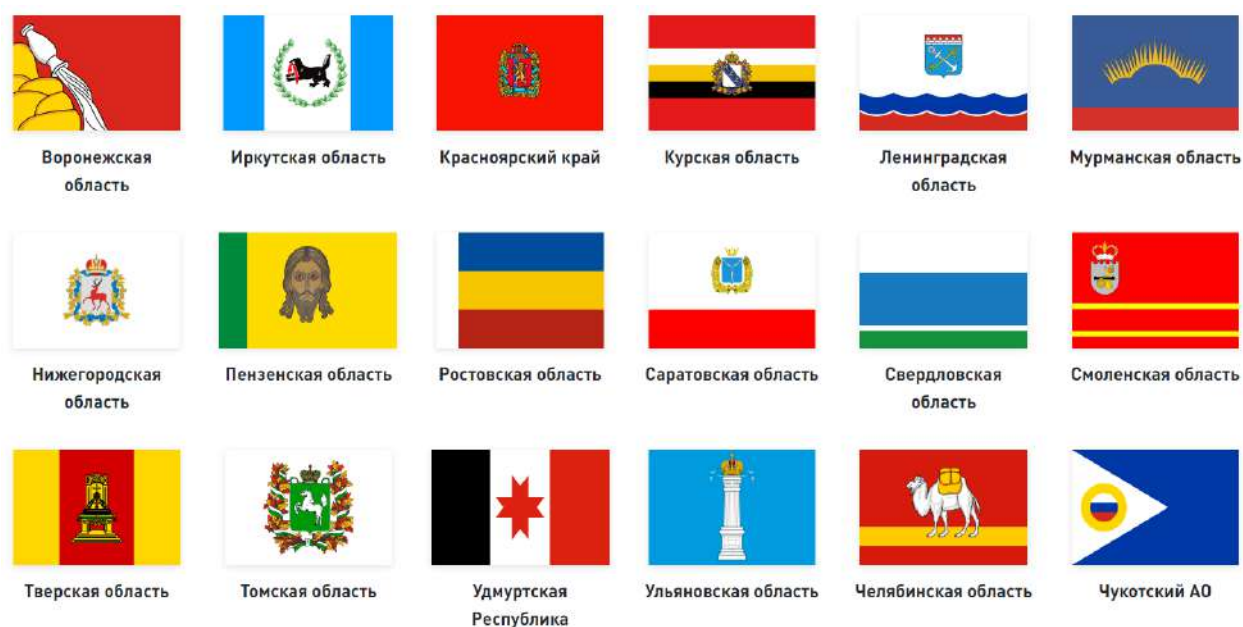 Воронежская
область
Иркутская область
Красноярский край
Курская область
Ленинградская
область
Мурманская область
Нижегородская
область
Пензенская область
Ростовская область
Саратовская область
Свердловская
область
Смоленская область
Тверская область
Томская область
Удмуртская
Республика
Ульяновская область
Челябинская область
Чукотский АО